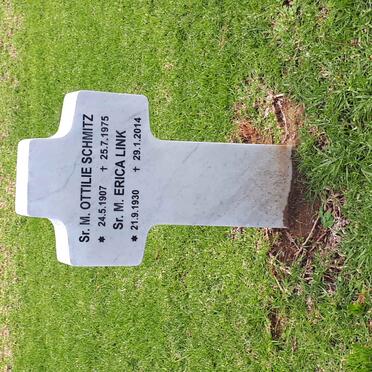 Sr. M. OTTILIE SCHMITZ
✱ 24.5.1907 † 25.7.1975
Sr. M. ERICA LINK
✱ 21.9.1930 † 29.1.2014